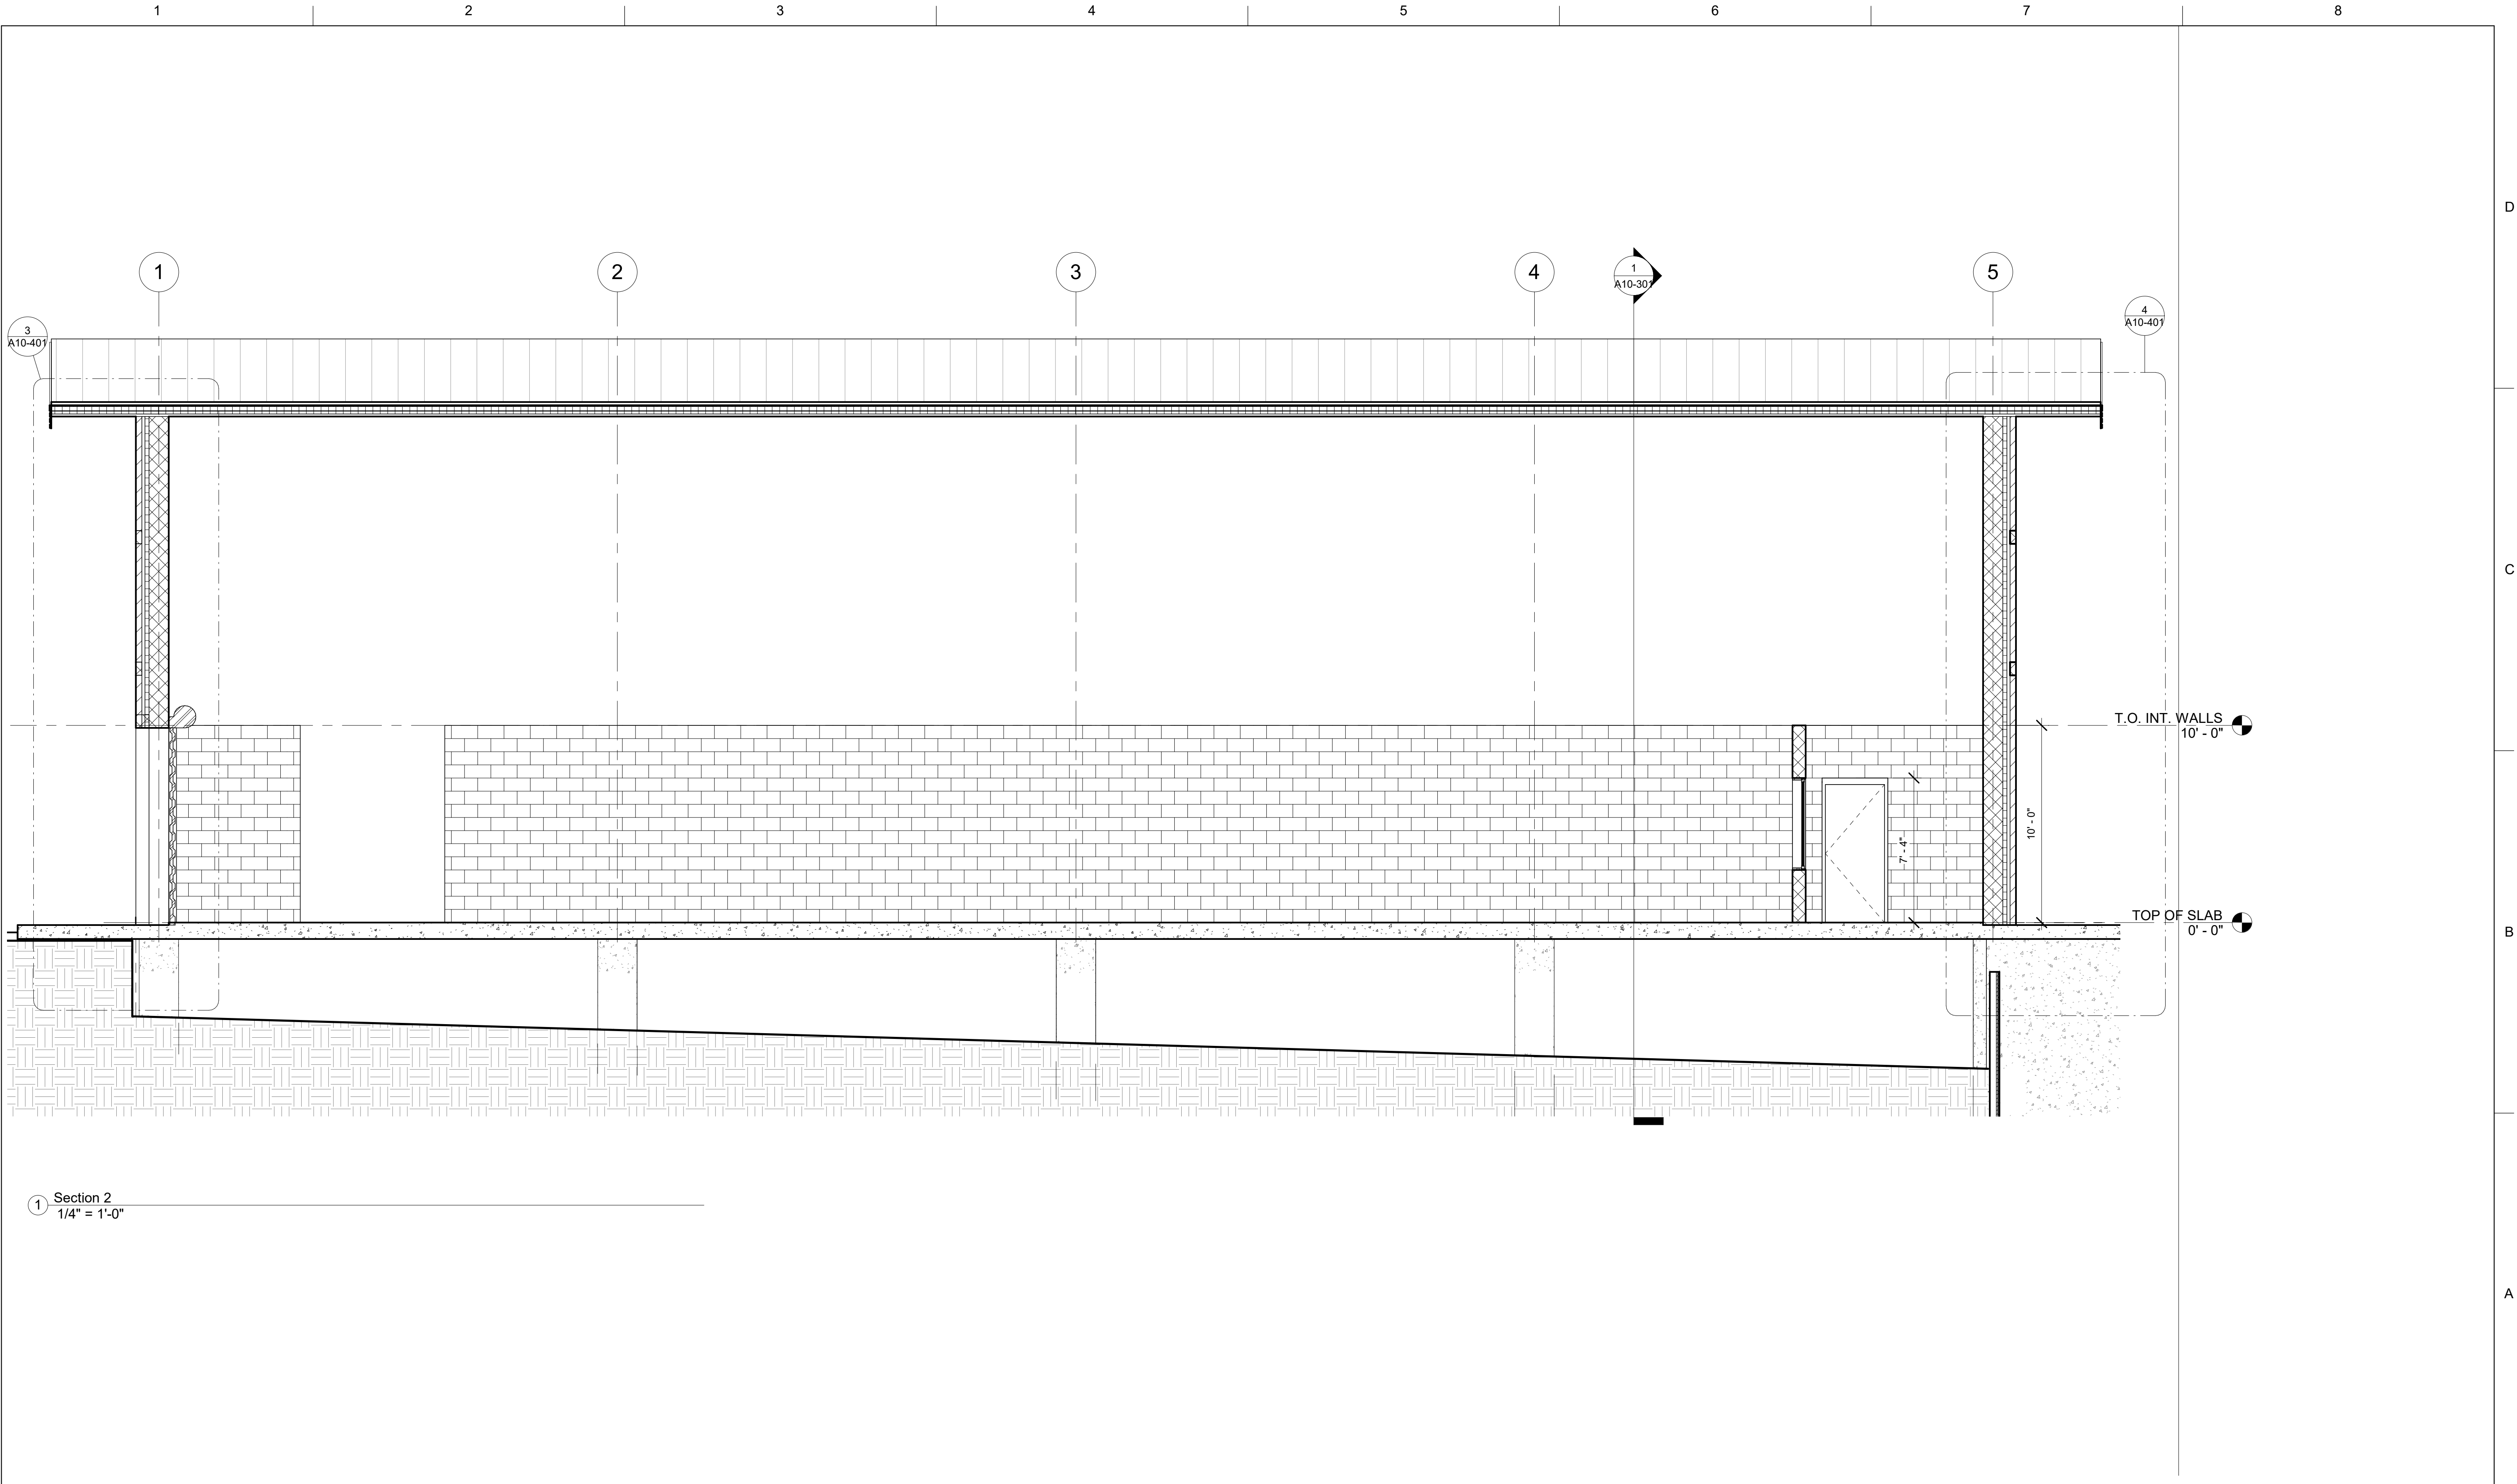 1 2 3 4 5 6 7 8
D
1 2 3 4 5
1
A10-301
3
A10-401
4
A10-401
C
T.O. INT. WALLS
10' - 0"
10' - 0"
7' - 4"
TOP OF SLAB
0' - 0"
B
1
Section 2
1/4" = 1'-0"
A